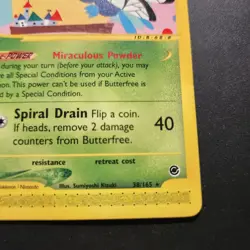 Miraculous Powder
during your turn (before your attack), you may
all Special Conditions from your Active
This power can't be used if Butterfree is
by a Special Condition.
Spiral Drain Flip a coin. 40
If heads, remove 2 damage
counters from Butterfree.
resistance retreat cost
Illus. Sumiyoshi Kizuki 38/165